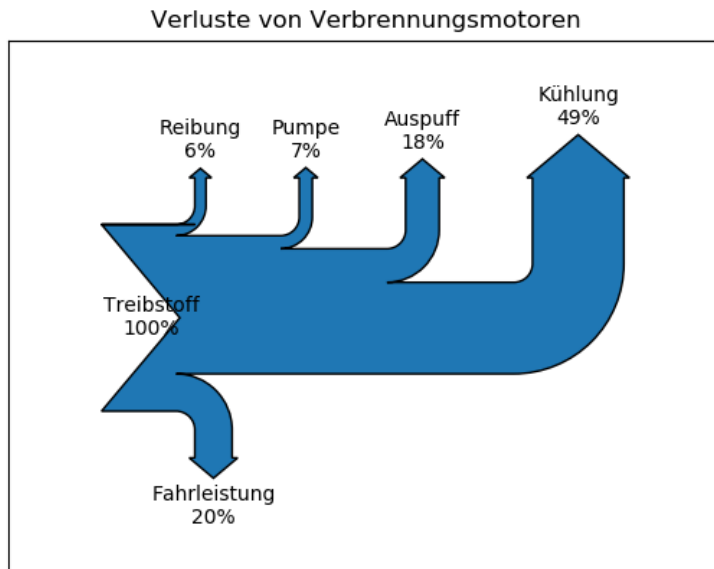 Verluste von Verbrennungsmotoren
Kühlung
49%
Auspuff
18%
Reibung
6%
Pumpe
7%
Treibstoff
100%
Fahrleistung
20%